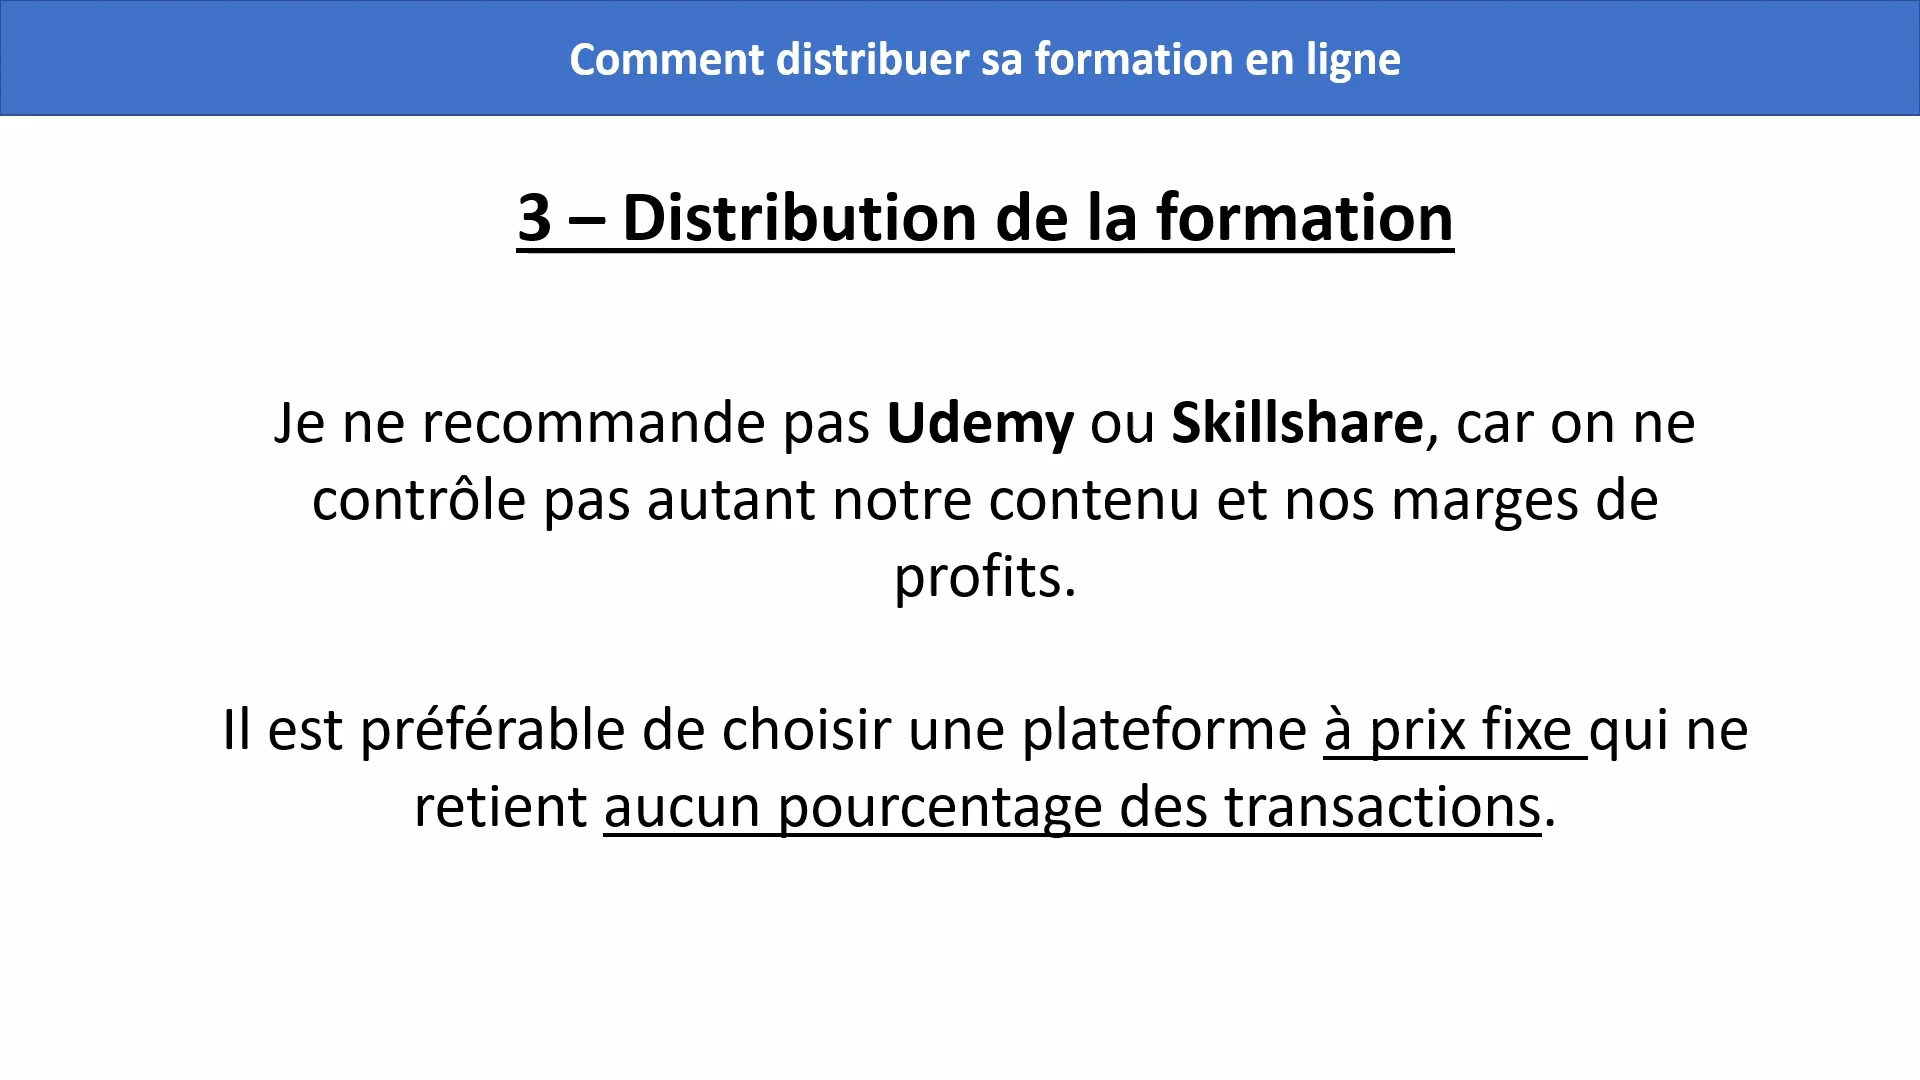 Comment distribuer sa formation en ligne
3 – Distribution de la formation
Je ne recommande pas Udemy ou Skillshare, car on ne
contrôle pas autant notre contenu et nos marges de
profits.
Il est préférable de choisir une plateforme à prix fixe qui ne
retient aucun pourcentage des transactions.